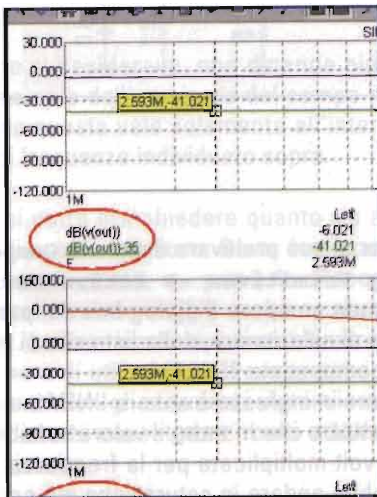 SI
30.000
0.000
-30.000
2.593M,-41.021
-60.000
-90.000
-120.000
1M
Left
dB(v(out)) -6.021
dB(v(out))-35 -41.021
F 2.593M
150.000
0.000
0.000
-30.000
2.593M,-41.021
-60.000
-90.000
-120.000
1M
Left